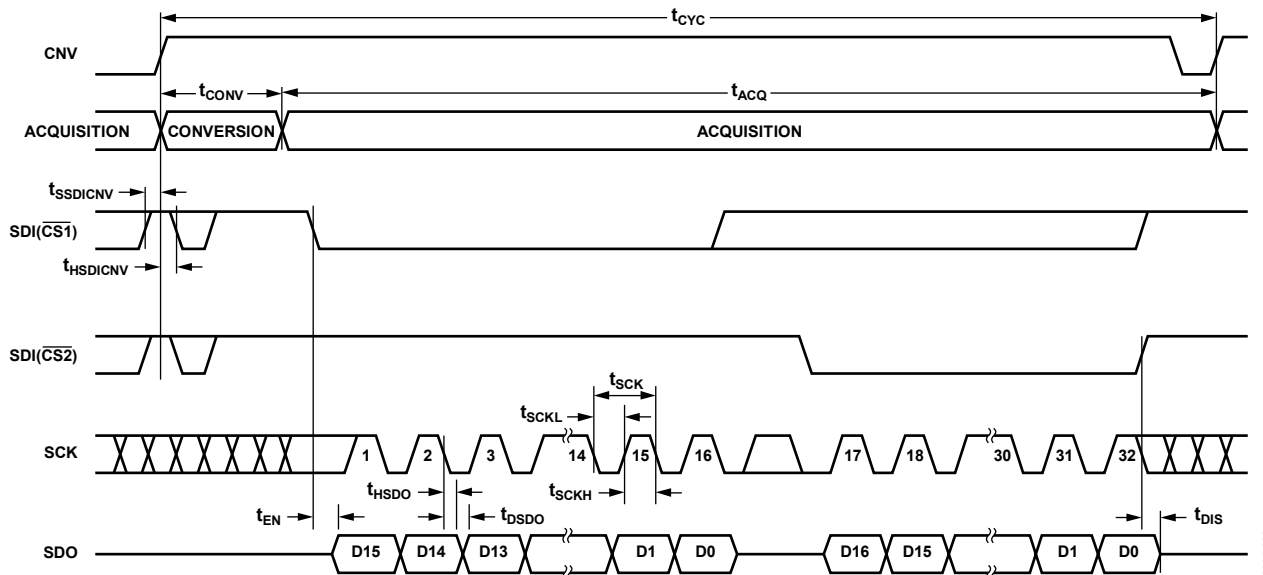 tCYC
CNV
tCONV
tACQ
ACQUISITION CONVERSION ACQUISITION
tSSDICNV
SDI(CS1)
tHSDICNV
SDI(CS2)
tSCK
tSCKL
SCK 1 2 3 14 15 16 17 18 30 31 32
tHSDO tSCKH
tEN tDSDO tDIS
SDO D15 D14 D13 D1 D0 D16 D15 D1 D0